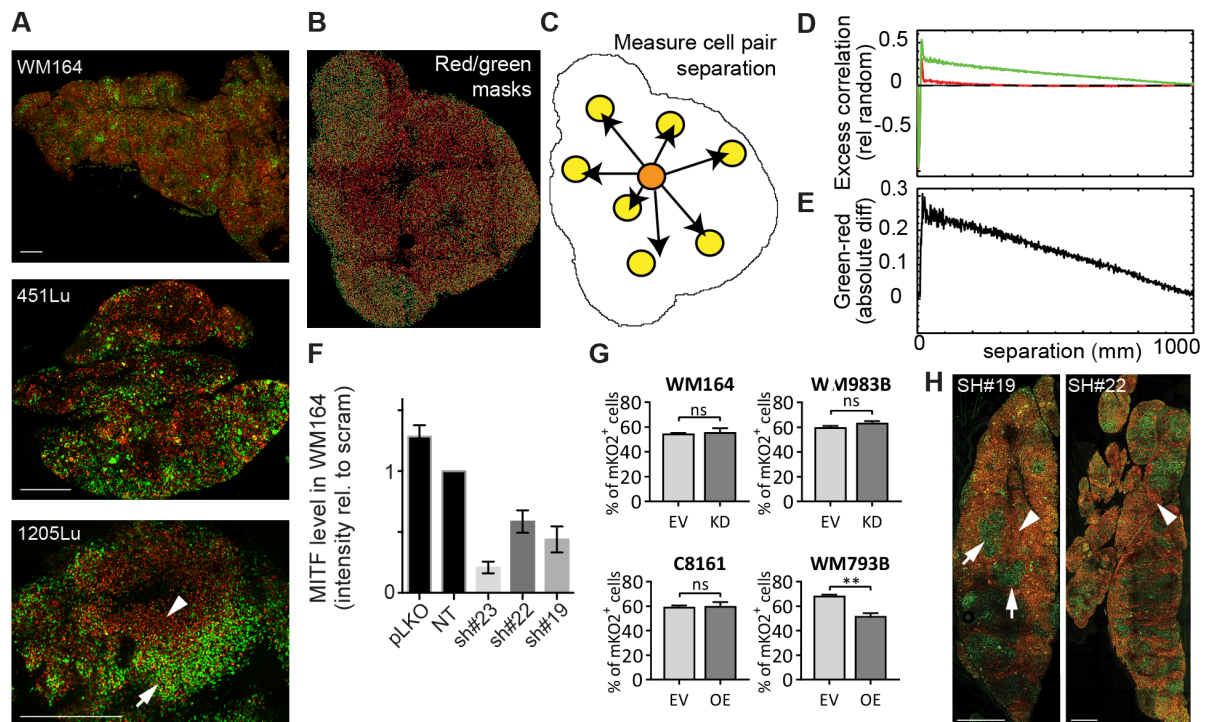 A
WM164
451Lu
1205Lu
B
Red/green
masks
C
Measure cell pair
separation
D
Excess correlation
(rel random)
0.5
0
-0.5
E
Green-red
(absolute diff)
0.3
0.2
0.1
0
0
1000
separation (mm)
F
MITF level in WM164
(intensity rel. to scram)
1
0
pLKO
NT
sh#23
sh#22
sh#19
G
WM164
% of mKO2+ cells
80
60
40
20
0
ns
EV
KD
WM983B
% of mKO2+ cells
80
60
40
20
0
ns
EV
KD
C8161
% of mKO2+ cells
80
60
40
20
0
ns
EV
OE
WM793B
% of mKO2+ cells
80
60
40
20
0
**
EV
OE
H
SH#19
SH#22